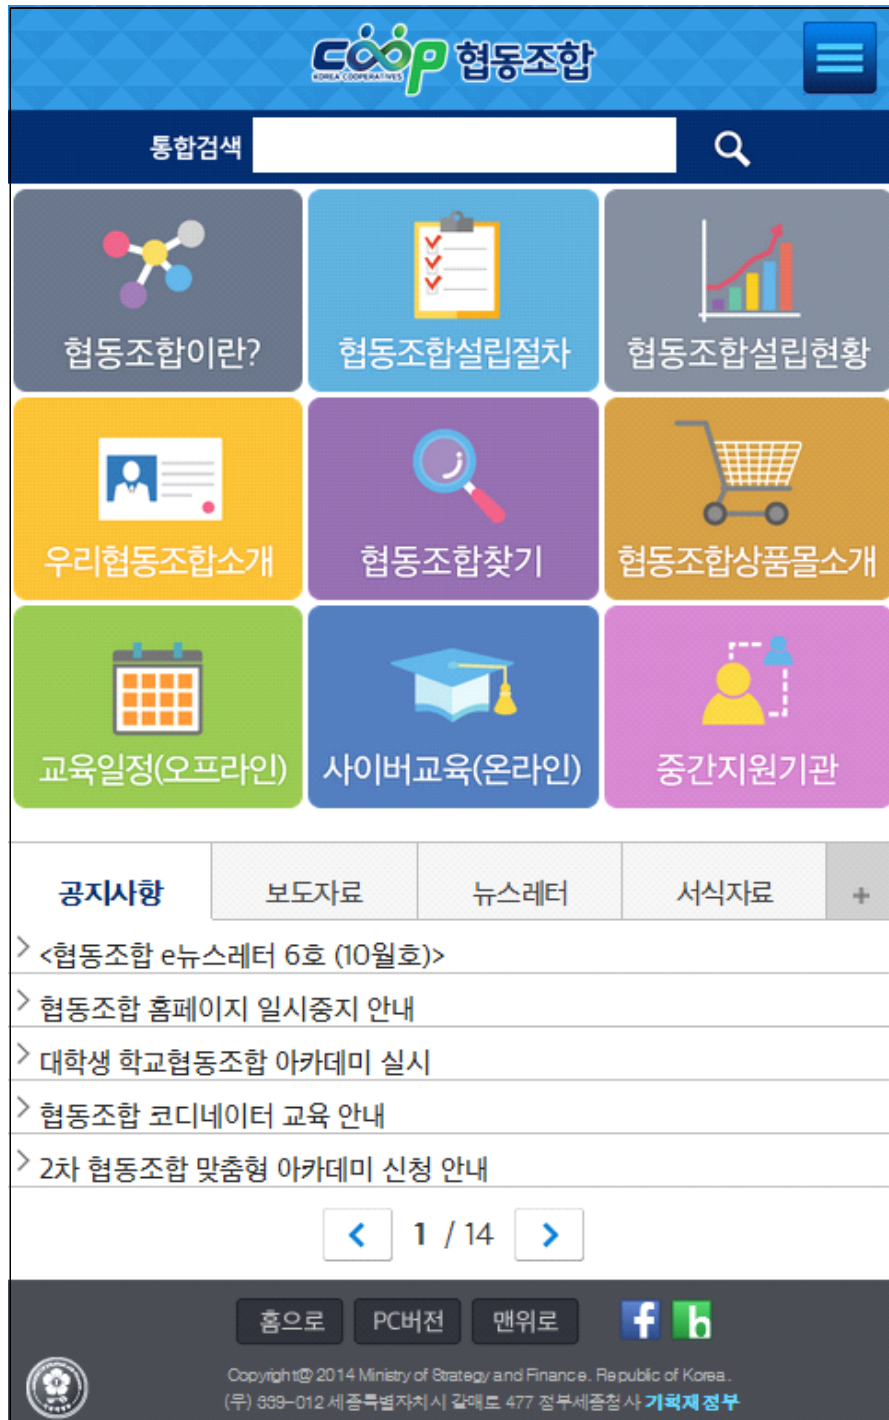 COOP 협동조합
KOREA COOPERATIVES
통합검색
협동조합이란?
협동조합설립절차
협동조합설립현황
우리협동조합소개
협동조합찾기
협동조합상품몰소개
교육일정(오프라인)
사이버교육(온라인)
중간지원기관
공지사항
보도자료
뉴스레터
서식자료
+
<협동조합 e뉴스레터 6호 (10월호)>
협동조합 홈페이지 일시중지 안내
대학생 학교협동조합 아카데미 실시
협동조합 코디네이터 교육 안내
2차 협동조합 맞춤형 아카데미 신청 안내
1 / 14
홈으로
PC버전
맨위로
f
b
Copyright@ 2014 Ministry of Strategy and Finance. Republic of Korea.
(우) 339-012 세종특별자치시 갈매로 477 정부세종청사 기획재정부